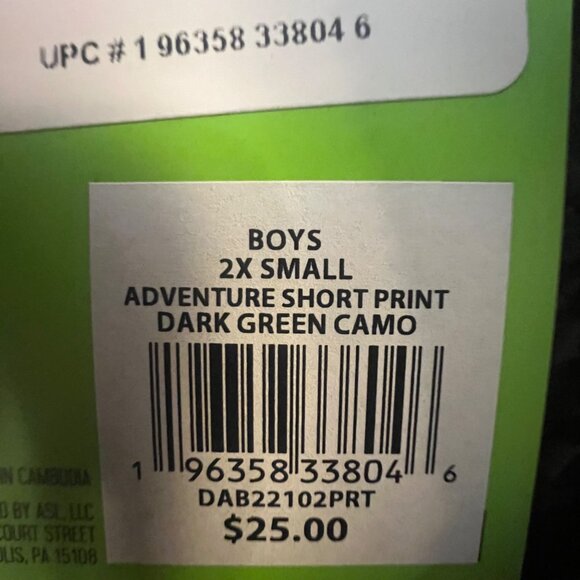 UPC # 1 96358 33804 6
BOYS
2X SMALL
ADVENTURE SHORT PRINT
DARK GREEN CAMO
1 96358 33804 6
DAB22102PRT
$25.00
IN CAMBODIA
D BY ASL, LLC
COURT STREET
OLIS, PA 15108